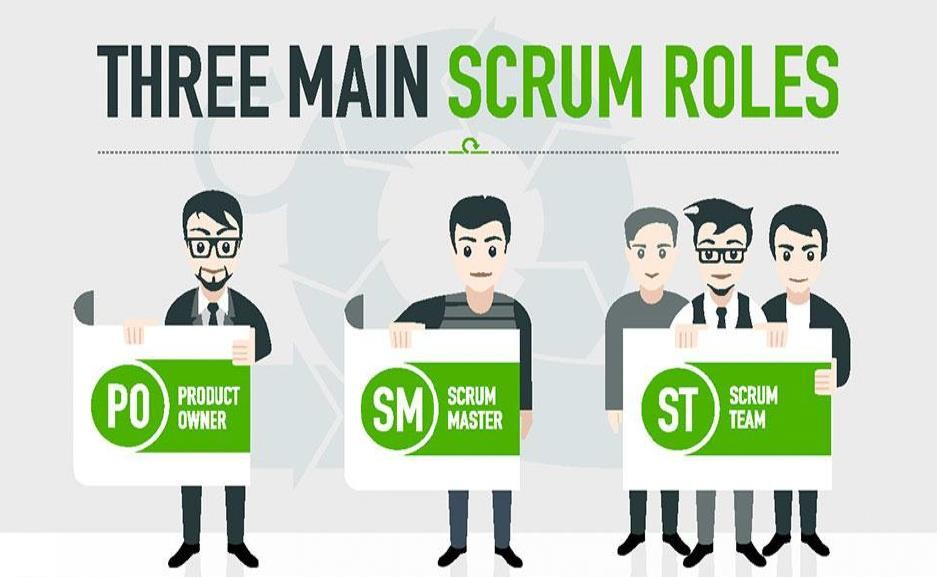 THREE MAIN SCRUM ROLES
PO
PRODUCT
OWNER
SM
SCRUM
MASTER
ST
SCRUM
TEAM